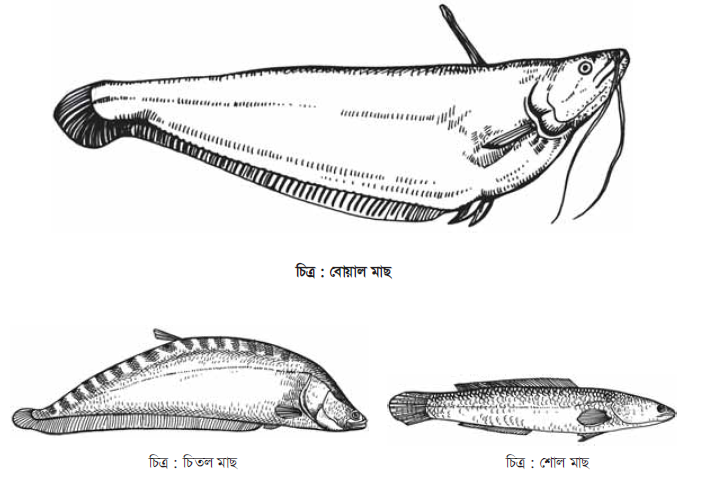 চিত্র : বোয়াল মাছ
চিত্র : চিতল মাছ
চিত্র : শোল মাছ